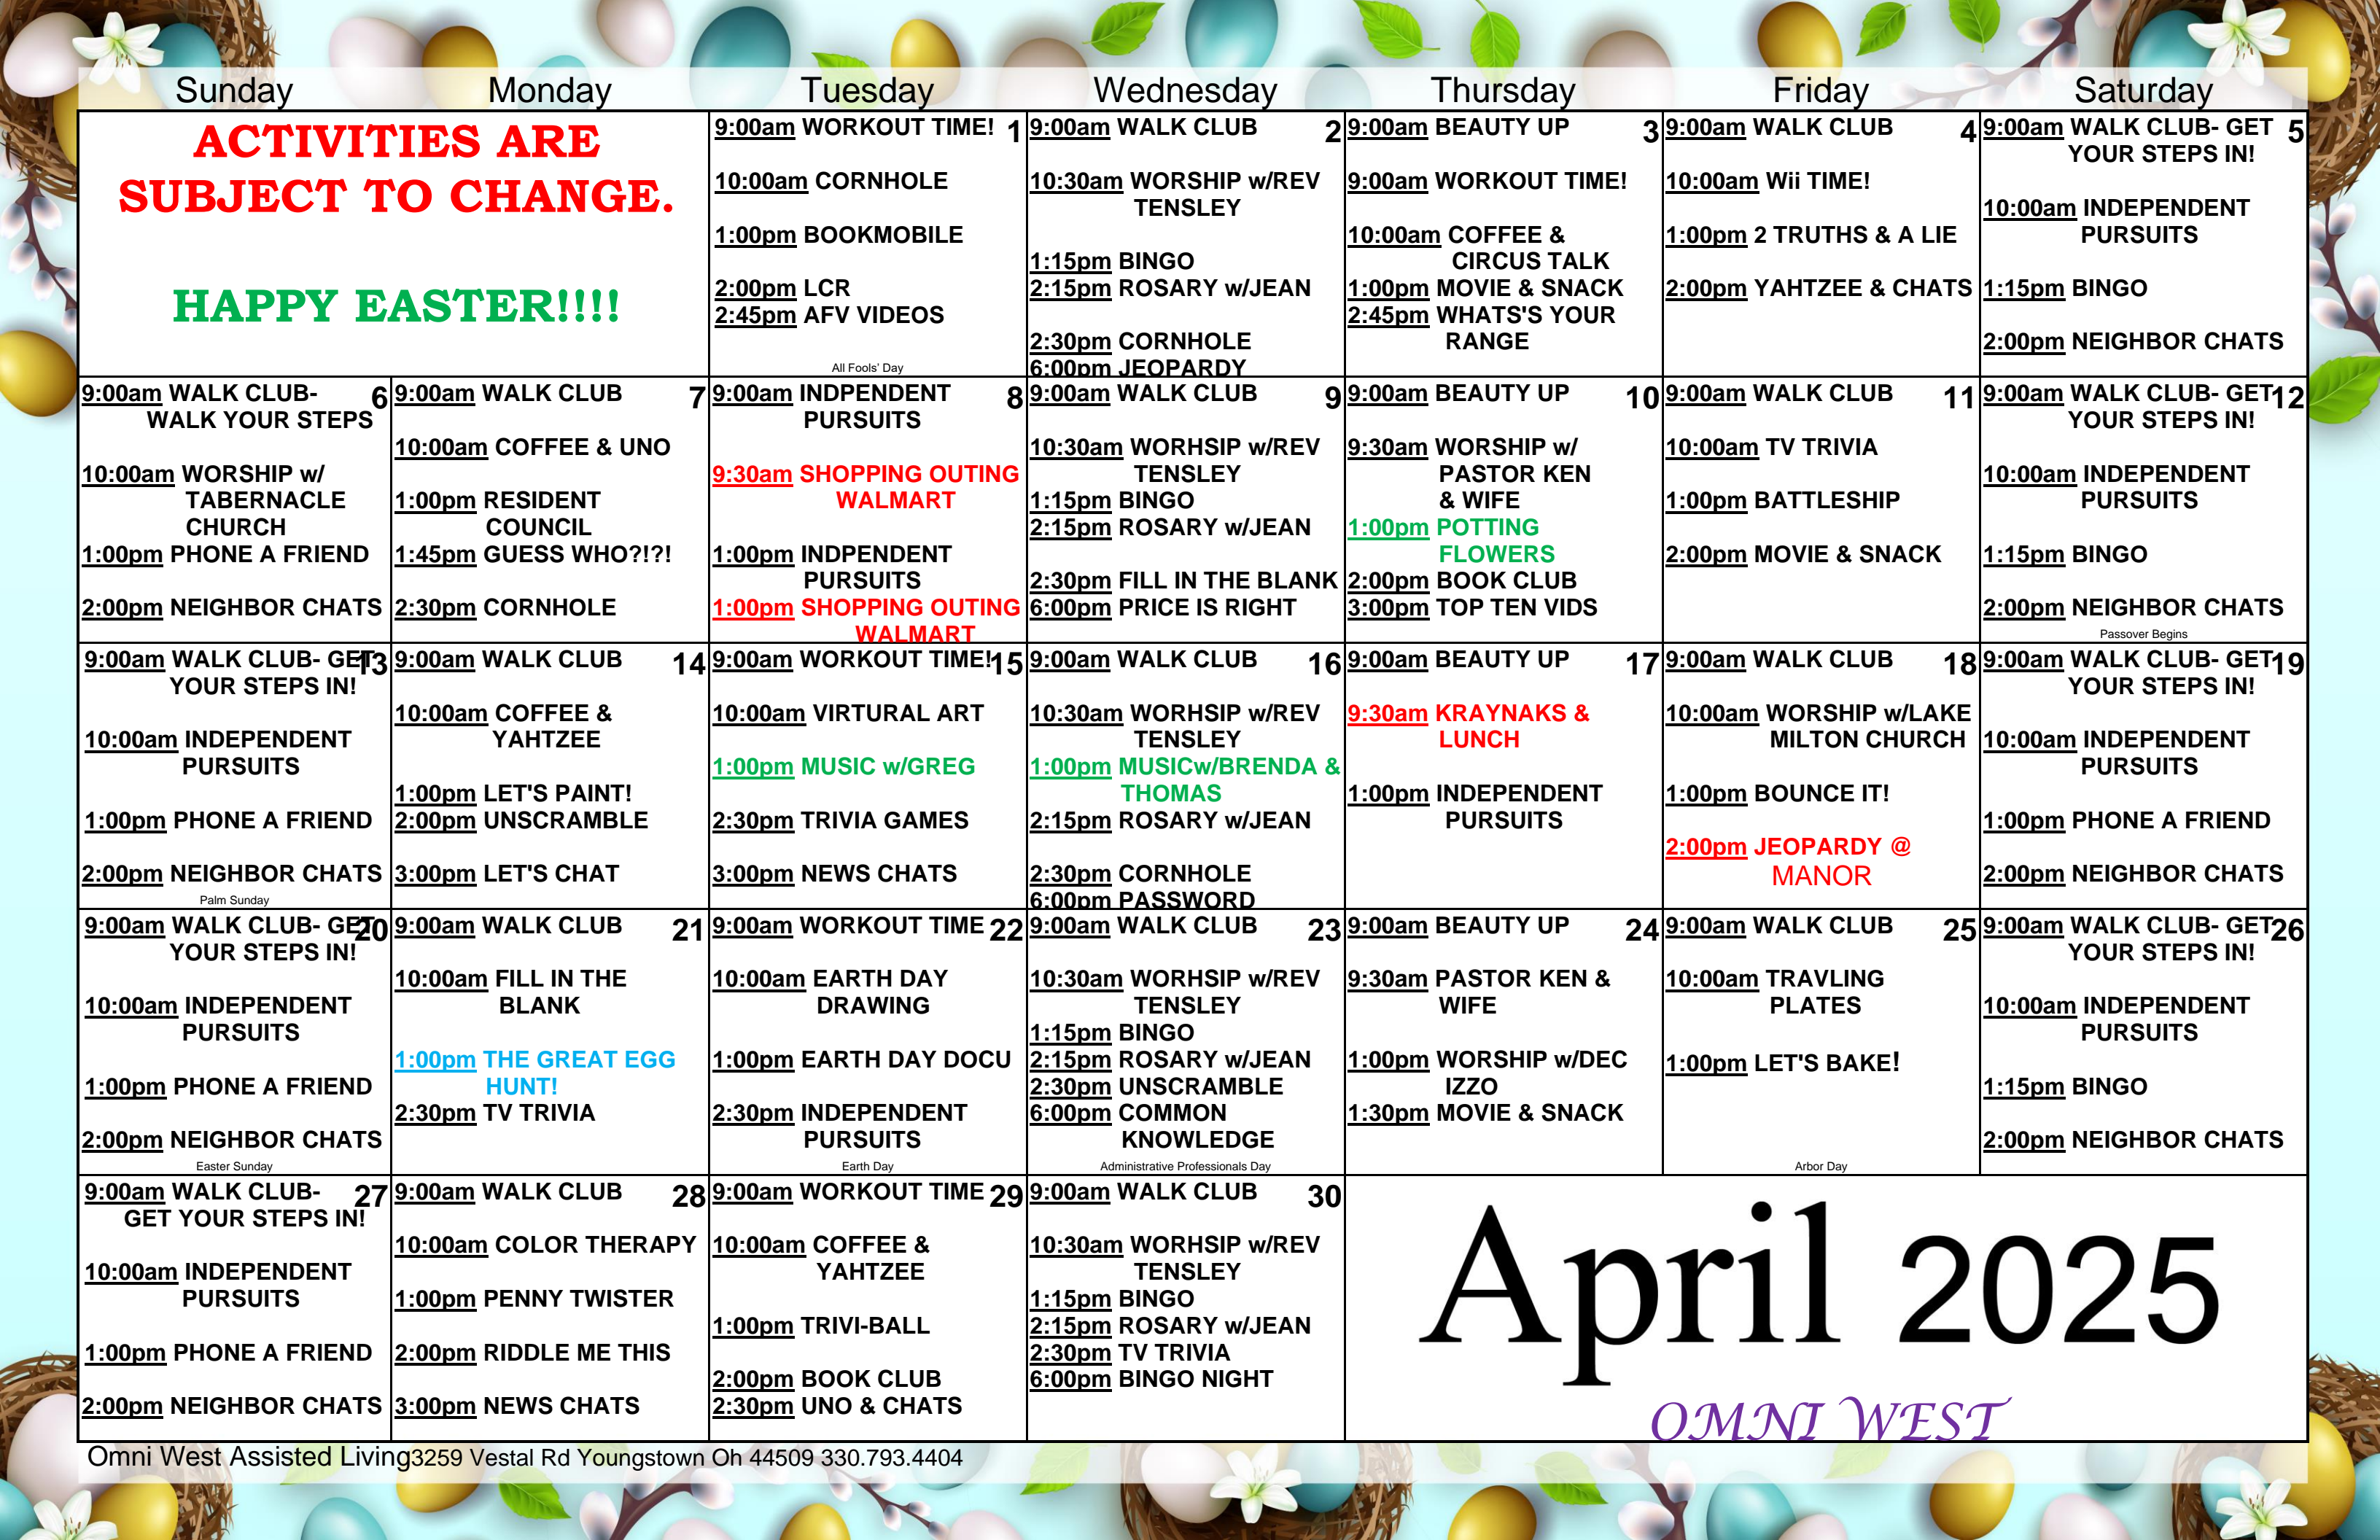 Sunday Monday Tuesday Wednesday Thursday Friday Saturday
ACTIVITIES ARE
SUBJECT TO CHANGE.
HAPPY EASTER!!!!
1
9:00am WORKOUT TIME!
10:00am CORNHOLE
1:00pm BOOKMOBILE
2:00pm LCR
2:45pm AFV VIDEOS
All Fools' Day
2
9:00am WALK CLUB
10:30am WORSHIP w/REV
TENSLEY
1:15pm BINGO
2:15pm ROSARY w/JEAN
2:30pm CORNHOLE
6:00pm JEOPARDY
3
9:00am BEAUTY UP
9:00am WORKOUT TIME!
10:00am COFFEE &
CIRCUS TALK
1:00pm MOVIE & SNACK
2:45pm WHATS'S YOUR
RANGE
4
9:00am WALK CLUB
10:00am Wii TIME!
1:00pm 2 TRUTHS & A LIE
2:00pm YAHTZEE & CHATS
5
9:00am WALK CLUB- GET
YOUR STEPS IN!
10:00am INDEPENDENT
PURSUITS
1:15pm BINGO
2:00pm NEIGHBOR CHATS
6
9:00am WALK CLUB-
WALK YOUR STEPS
10:00am WORSHIP w/
TABERNACLE
CHURCH
1:00pm PHONE A FRIEND
2:00pm NEIGHBOR CHATS
7
9:00am WALK CLUB
10:00am COFFEE & UNO
1:00pm RESIDENT
COUNCIL
1:45pm GUESS WHO?!?!
2:30pm CORNHOLE
8
9:00am INDPENDENT
PURSUITS
9:30am SHOPPING OUTING
WALMART
1:00pm INDPENDENT
PURSUITS
1:00pm SHOPPING OUTING
WALMART
9
9:00am WALK CLUB
10:30am WORHSIP w/REV
TENSLEY
1:15pm BINGO
2:15pm ROSARY w/JEAN
2:30pm FILL IN THE BLANK
6:00pm PRICE IS RIGHT
10
9:00am BEAUTY UP
9:30am WORSHIP w/
PASTOR KEN
& WIFE
1:00pm POTTING
FLOWERS
2:00pm BOOK CLUB
3:00pm TOP TEN VIDS
11
9:00am WALK CLUB
10:00am TV TRIVIA
1:00pm BATTLESHIP
2:00pm MOVIE & SNACK
12
9:00am WALK CLUB- GET
YOUR STEPS IN!
10:00am INDEPENDENT
PURSUITS
1:15pm BINGO
2:00pm NEIGHBOR CHATS
Passover Begins
13
9:00am WALK CLUB- GET
YOUR STEPS IN!
10:00am INDEPENDENT
PURSUITS
1:00pm PHONE A FRIEND
2:00pm NEIGHBOR CHATS
Palm Sunday
14
9:00am WALK CLUB
10:00am COFFEE &
YAHTZEE
1:00pm LET'S PAINT!
2:00pm UNSCRAMBLE
3:00pm LET'S CHAT
15
9:00am WORKOUT TIME!
10:00am VIRTURAL ART
1:00pm MUSIC w/GREG
2:30pm TRIVIA GAMES
3:00pm NEWS CHATS
16
9:00am WALK CLUB
10:30am WORHSIP w/REV
TENSLEY
1:00pm MUSICw/BRENDA &
THOMAS
2:15pm ROSARY w/JEAN
2:30pm CORNHOLE
6:00pm PASSWORD
17
9:00am BEAUTY UP
9:30am KRAYNAKS &
LUNCH
1:00pm INDEPENDENT
PURSUITS
18
9:00am WALK CLUB
10:00am WORSHIP w/LAKE
MILTON CHURCH
1:00pm BOUNCE IT!
2:00pm JEOPARDY @
MANOR
19
9:00am WALK CLUB- GET
YOUR STEPS IN!
10:00am INDEPENDENT
PURSUITS
1:00pm PHONE A FRIEND
2:00pm NEIGHBOR CHATS
20
9:00am WALK CLUB- GET
YOUR STEPS IN!
10:00am INDEPENDENT
PURSUITS
1:00pm PHONE A FRIEND
2:00pm NEIGHBOR CHATS
Easter Sunday
21
9:00am WALK CLUB
10:00am FILL IN THE
BLANK
1:00pm THE GREAT EGG
HUNT!
2:30pm TV TRIVIA
22
9:00am WORKOUT TIME
10:00am EARTH DAY
DRAWING
1:00pm EARTH DAY DOCU
2:30pm INDEPENDENT
PURSUITS
Earth Day
23
9:00am WALK CLUB
10:30am WORHSIP w/REV
TENSLEY
1:15pm BINGO
2:15pm ROSARY w/JEAN
2:30pm UNSCRAMBLE
6:00pm COMMON
KNOWLEDGE
Administrative Professionals Day
24
9:00am BEAUTY UP
9:30am PASTOR KEN &
WIFE
1:00pm WORSHIP w/DEC
IZZO
1:30pm MOVIE & SNACK
25
9:00am WALK CLUB
10:00am TRAVLING
PLATES
1:00pm LET'S BAKE!
Arbor Day
26
9:00am WALK CLUB- GET
YOUR STEPS IN!
10:00am INDEPENDENT
PURSUITS
1:15pm BINGO
2:00pm NEIGHBOR CHATS
27
9:00am WALK CLUB-
GET YOUR STEPS IN!
10:00am INDEPENDENT
PURSUITS
1:00pm PHONE A FRIEND
2:00pm NEIGHBOR CHATS
28
9:00am WALK CLUB
10:00am COLOR THERAPY
1:00pm PENNY TWISTER
2:00pm RIDDLE ME THIS
3:00pm NEWS CHATS
29
9:00am WORKOUT TIME
10:00am COFFEE &
YAHTZEE
1:00pm TRIVI-BALL
2:00pm BOOK CLUB
2:30pm UNO & CHATS
30
9:00am WALK CLUB
10:30am WORHSIP w/REV
TENSLEY
1:15pm BINGO
2:15pm ROSARY w/JEAN
2:30pm TV TRIVIA
6:00pm BINGO NIGHT
April 2025
OMNI WEST
Omni West Assisted Living3259 Vestal Rd Youngstown Oh 44509 330.793.4404